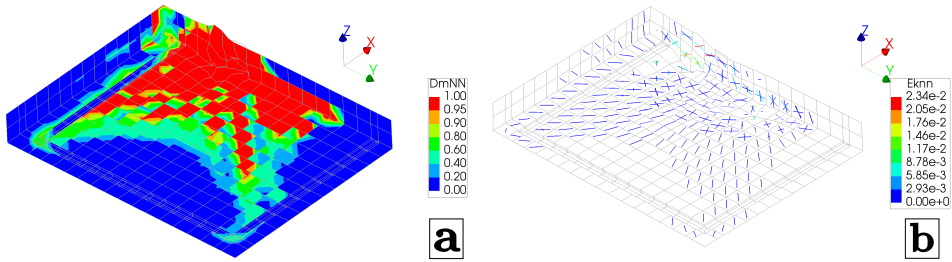 Z
X
Y
DmNN
1.00
0.95
0.90
0.80
0.60
0.40
0.20
0.00
a
Z
X
Y
Eknn
2.34e-2
2.05e-2
1.76e-2
1.46e-2
1.17e-2
8.78e-3
5.85e-3
2.93e-3
0.00e+0
b